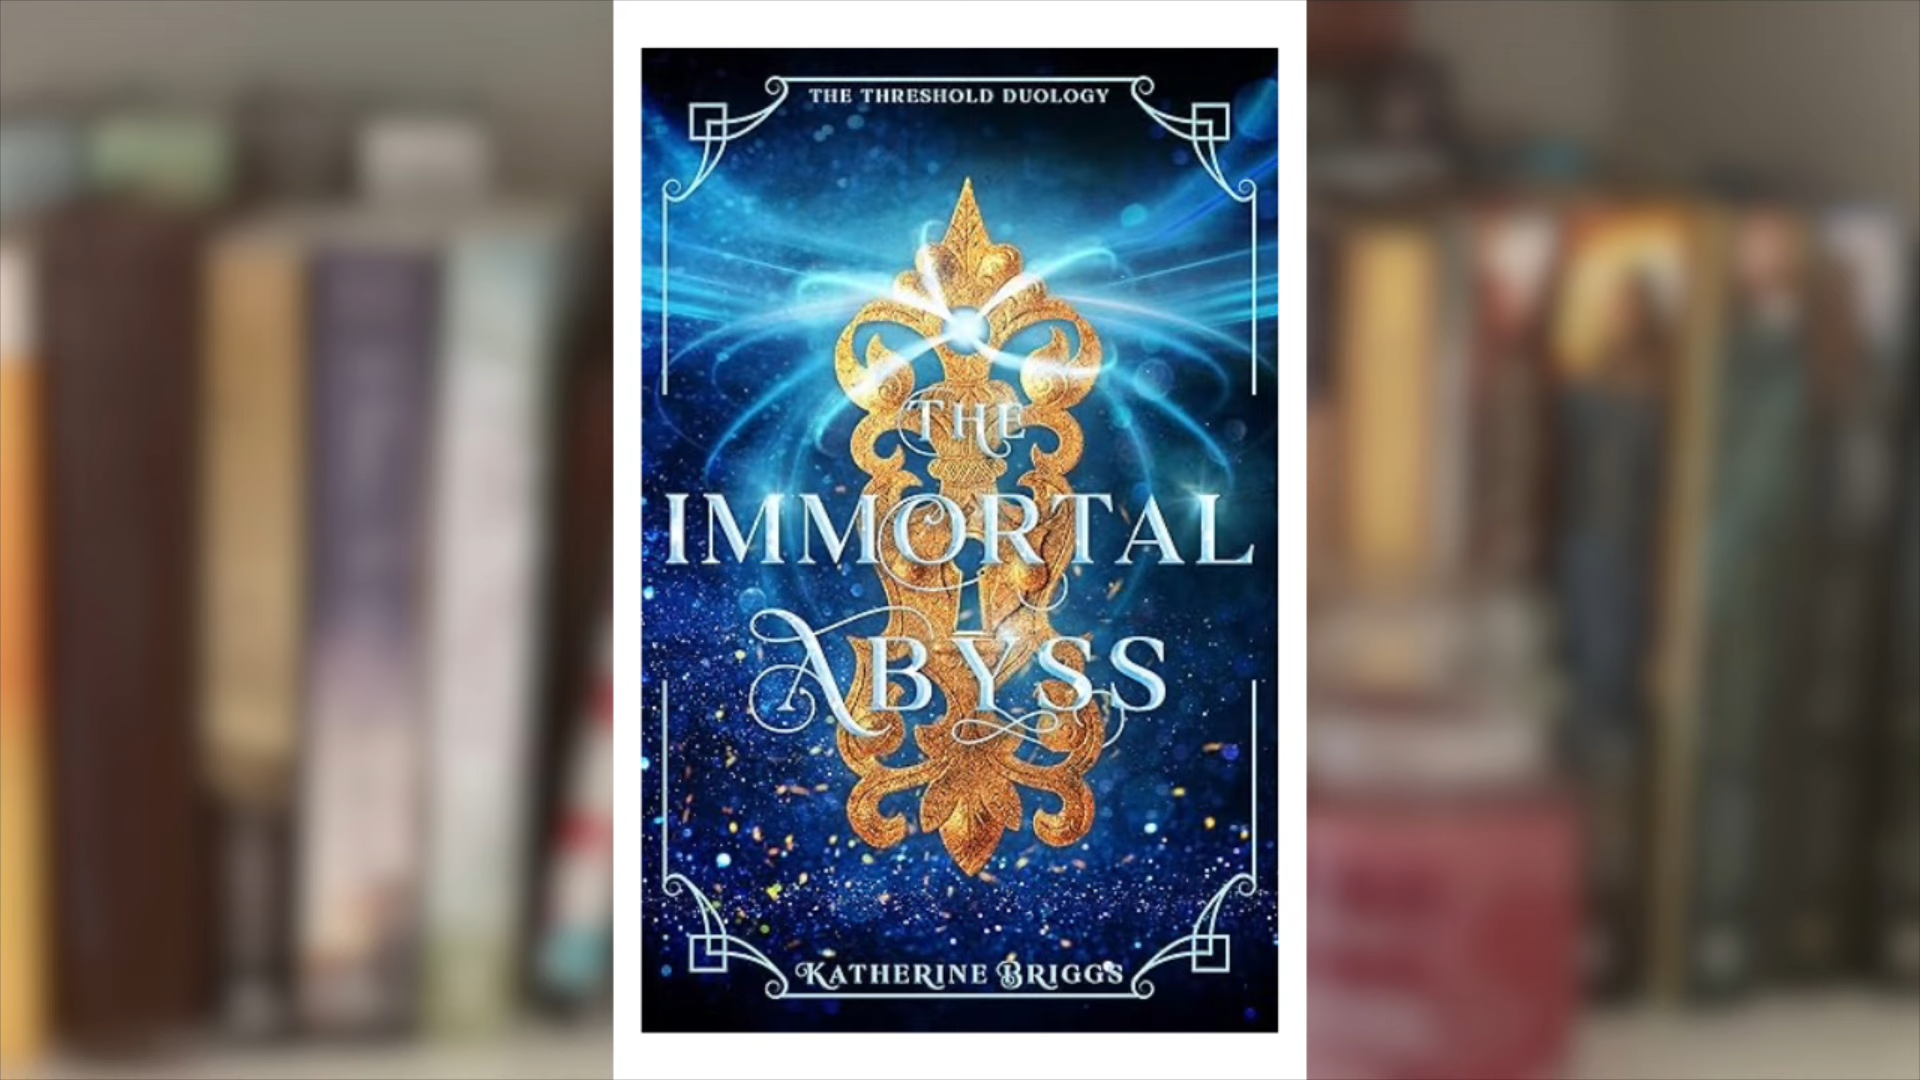 THE THRESHOLD DUOLOGY
THE
IMMORTAL
ABYSS
KATHERINE BRIGGS